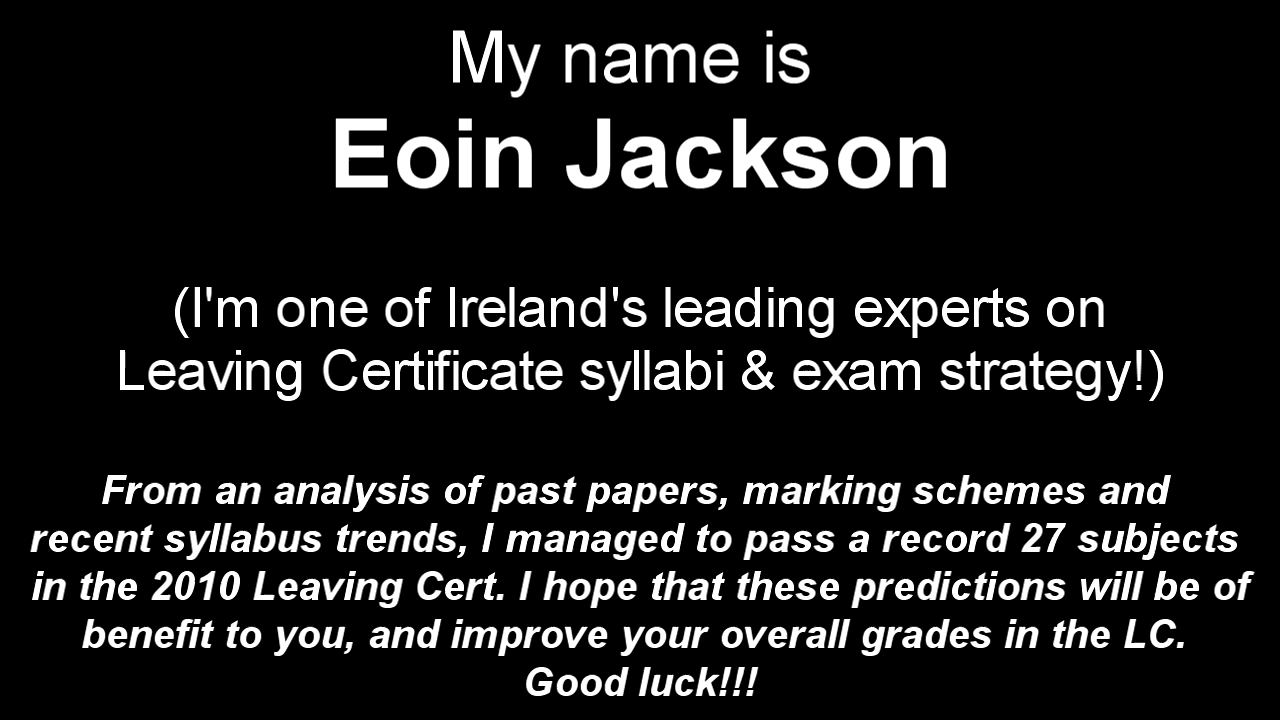 My name is
Eoin Jackson
(I'm one of Ireland's leading experts on
Leaving Certificate syllabi & exam strategy!)
From an analysis of past papers, marking schemes and
recent syllabus trends, I managed to pass a record 27 subjects
in the 2010 Leaving Cert. I hope that these predictions will be of
benefit to you, and improve your overall grades in the LC.
Good luck!!!